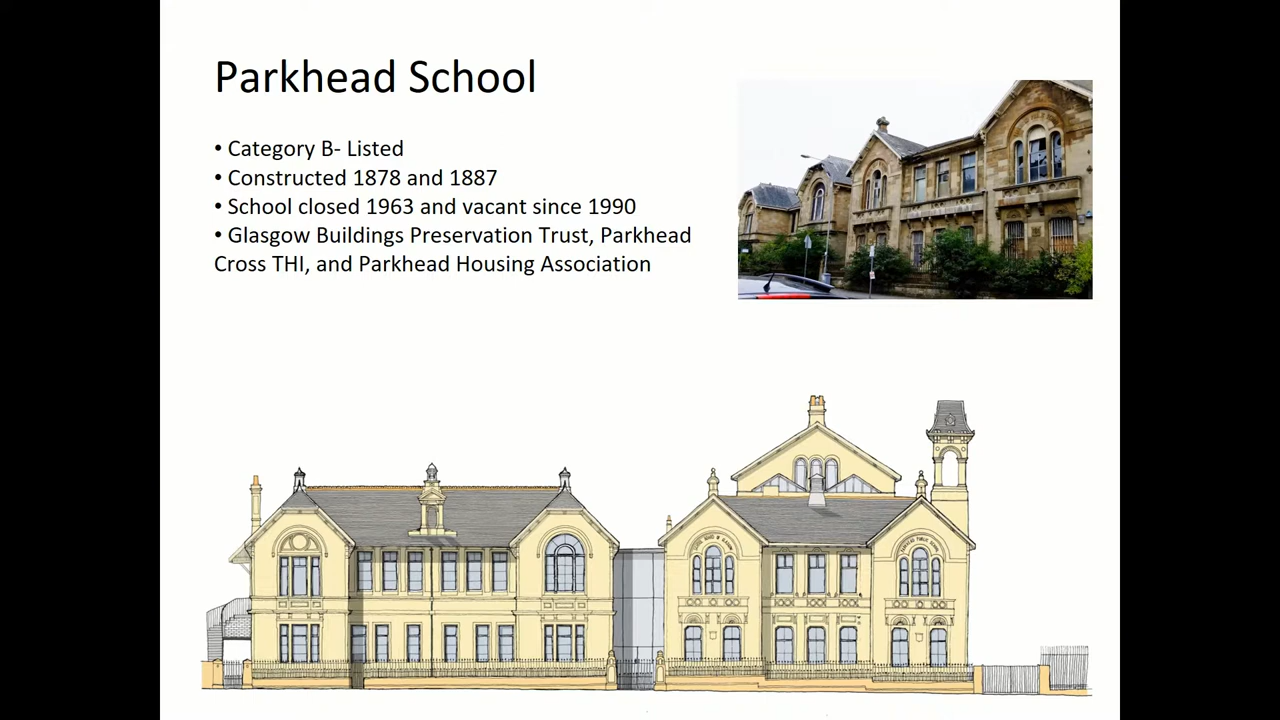 Parkhead School
• Category B- Listed
• Constructed 1878 and 1887
• School closed 1963 and vacant since 1990
• Glasgow Buildings Preservation Trust, Parkhead
Cross THI, and Parkhead Housing Association